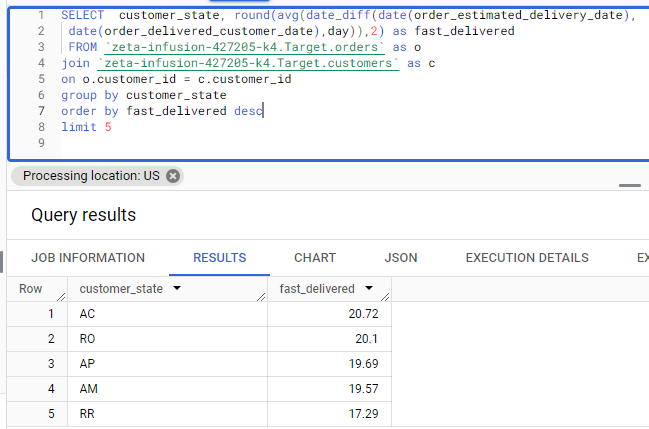 1 SELECT customer_state, round(avg(date_diff(date(order_estimated_delivery_date),
2 date(order_delivered_customer_date),day)),2) as fast_delivered
3 FROM `zeta-infusion-427205-k4.Target.orders` as o
4 join `zeta-infusion-427205-k4.Target.customers` as c
5 on o.customer_id = c.customer_id
6 group by customer_state
7 order by fast_delivered desc
8 limit 5
9
Processing location: US
Query results
JOB INFORMATION RESULTS CHART JSON EXECUTION DETAILS EX
Row customer_state fast_delivered
1 AC 20.72
2 RO 20.1
3 AP 19.69
4 AM 19.57
5 RR 17.29